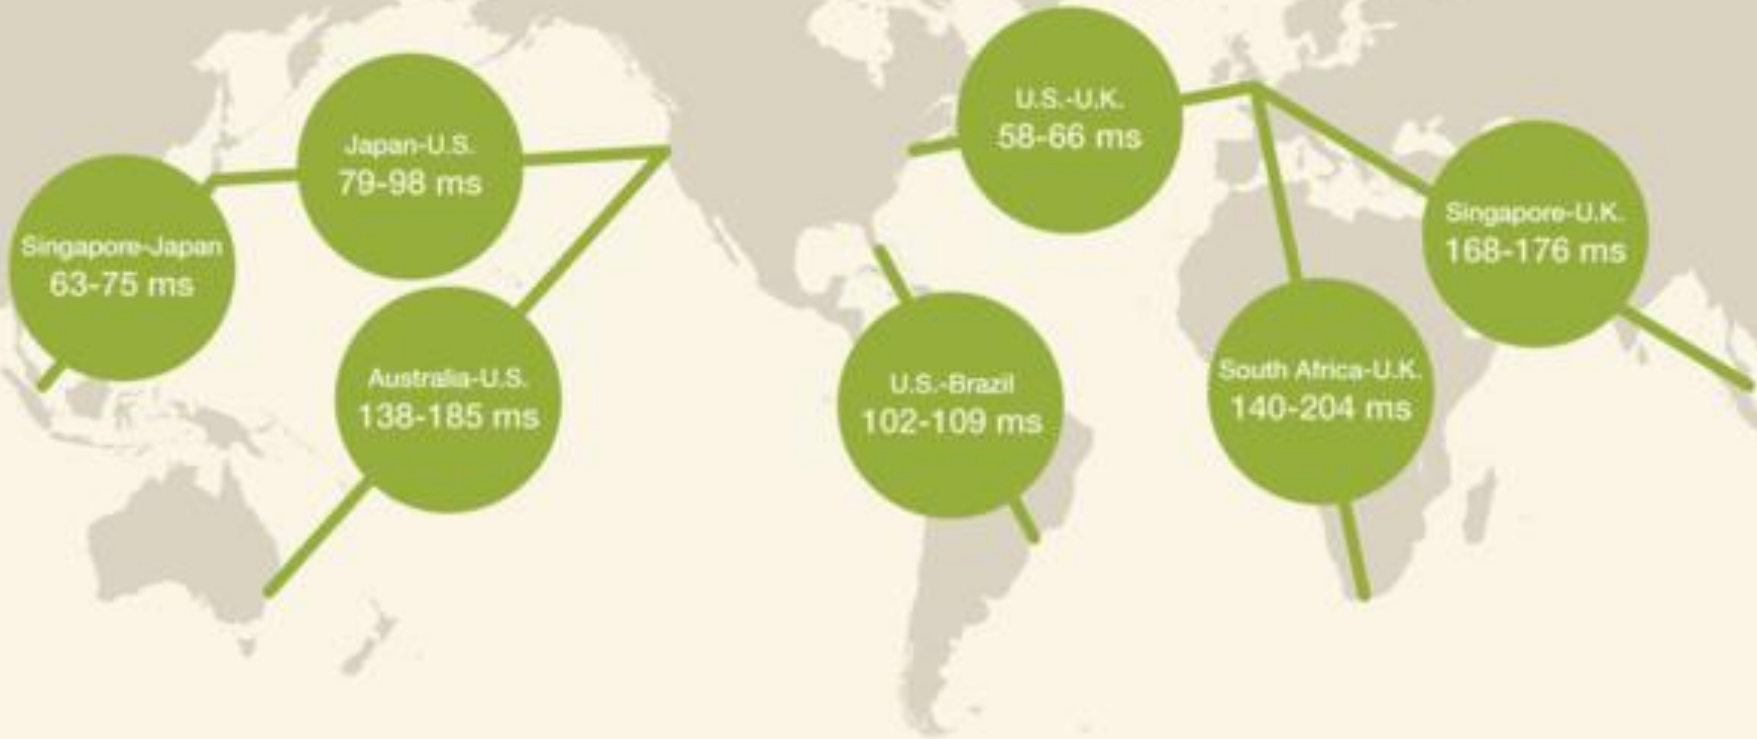 U.S.-U.K.
58-66 ms
Japan-U.S.
79-98 ms
Singapore-U.K.
168-176 ms
Singapore-Japan
63-75 ms
Australia-U.S.
138-185 ms
U.S.-Brazil
102-109 ms
South Africa-U.K.
140-204 ms